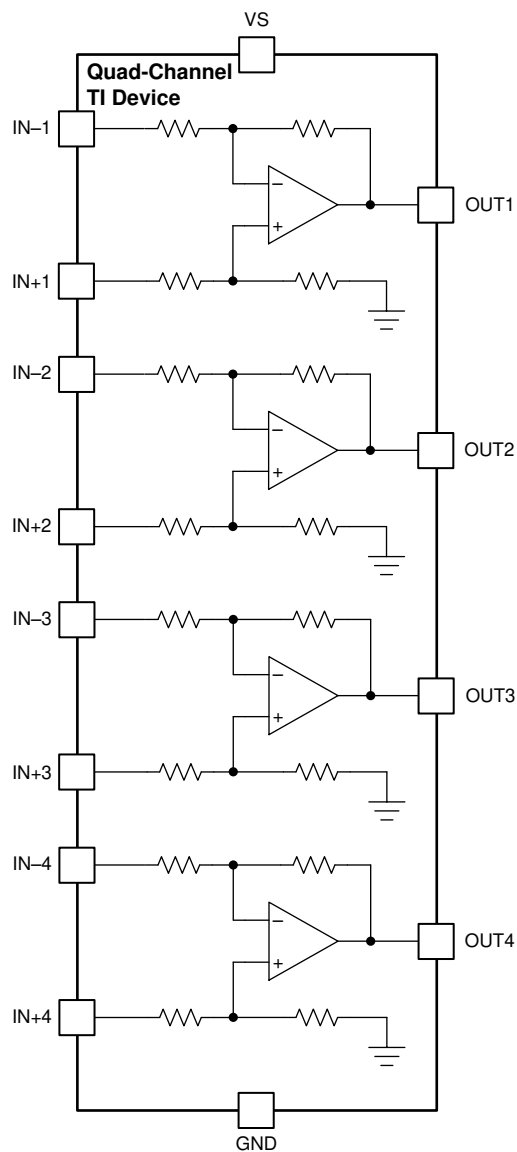 VS
Quad-Channel
TI Device
IN–1
−
OUT1
+
IN+1
IN–2
−
OUT2
+
IN+2
IN–3
−
OUT3
+
IN+3
IN–4
−
OUT4
+
IN+4
GND